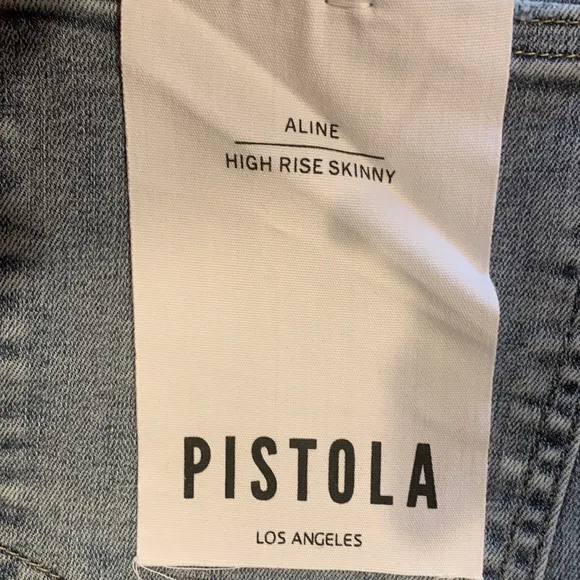 ALINE
HIGH RISE SKINNY
PISTOLA
LOS ANGELES